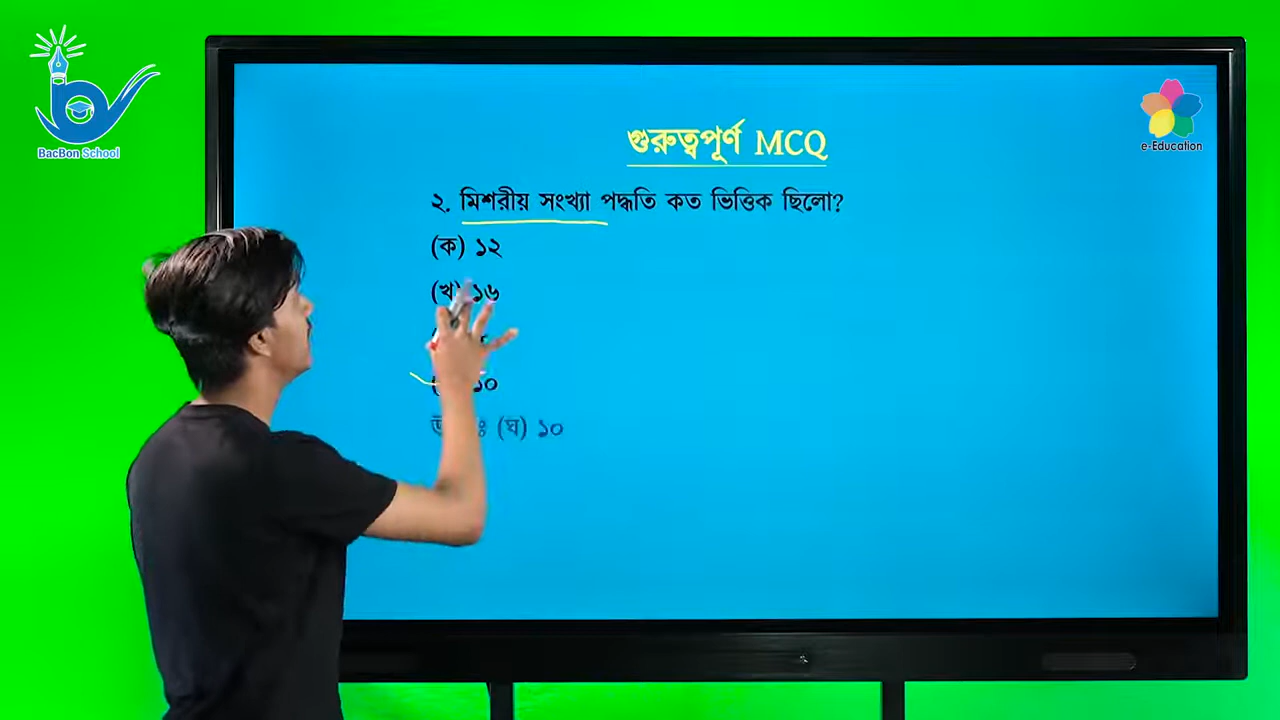 BacBon School
e-Education
গুরুত্বপূর্ণ MCQ
২. মিশরীয় সংখ্যা পদ্ধতি কত ভিত্তিক ছিলো?
(ক) ১২
(খ) ১৬
১০
(ঘ) ১০